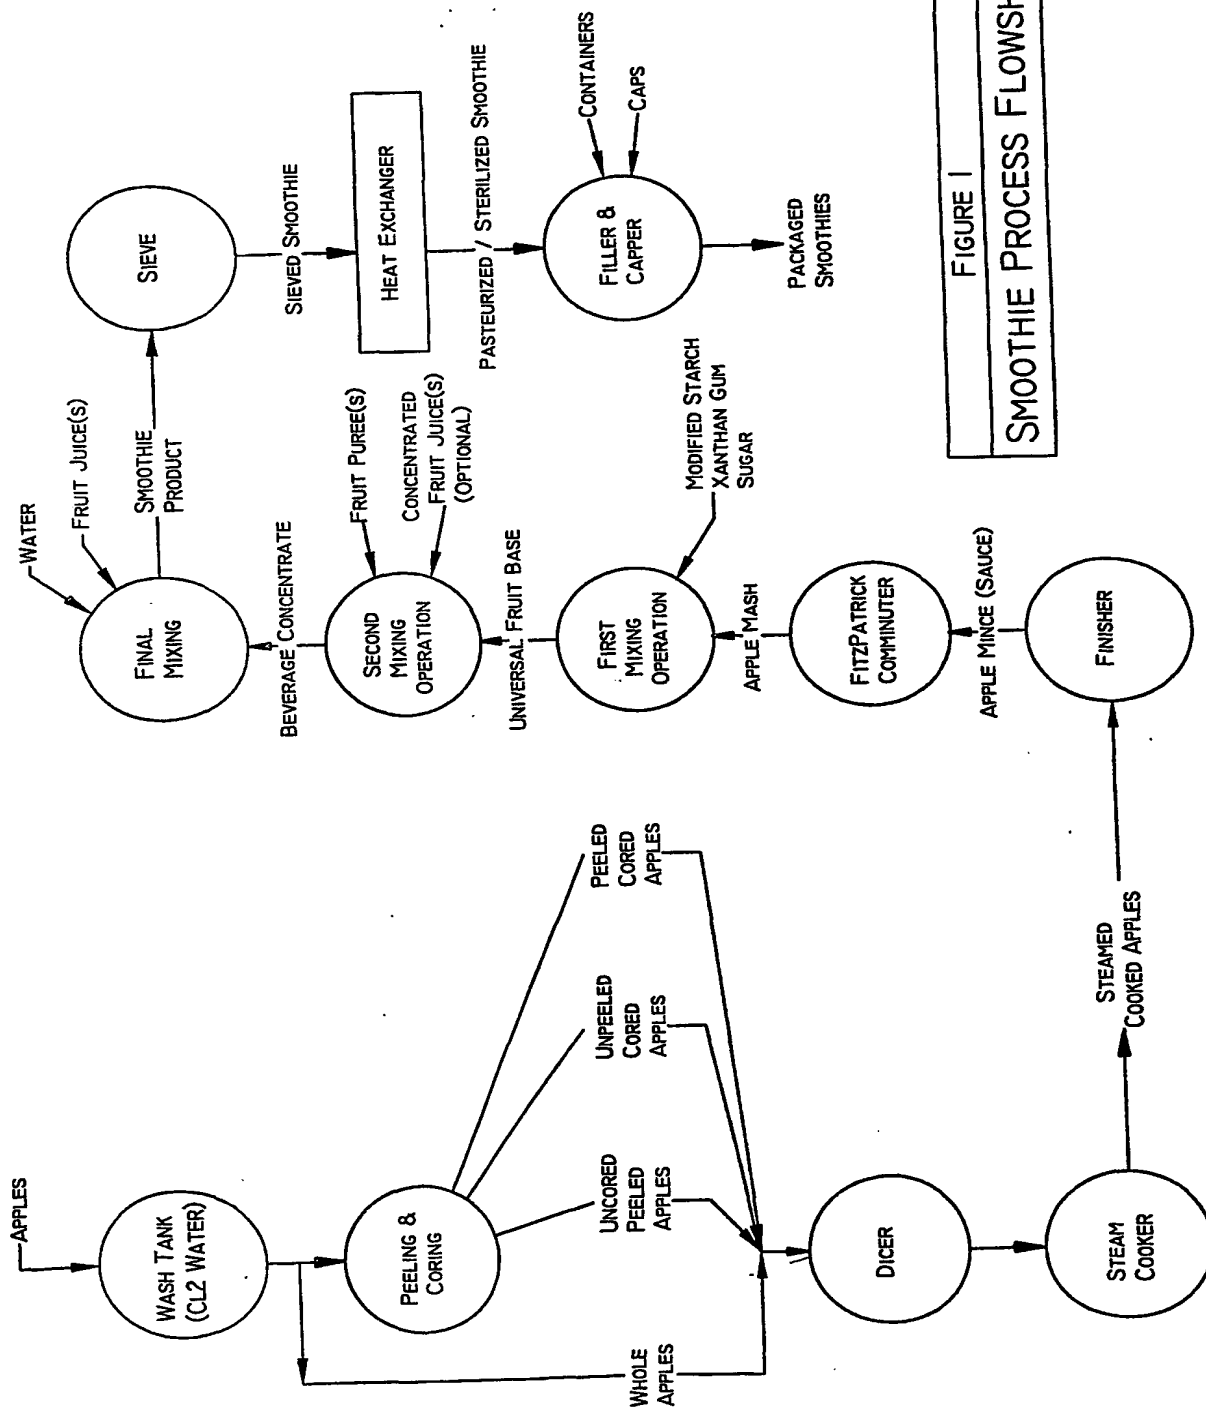 APPLES
WASH TANK
(CL2 WATER)
PEELING &
CORING
WHOLE
APPLES
UNCORED
PEELED
APPLES
UNPEELED
CORED
APPLES
PEELED
CORED
APPLES
DICER
STEAM
COOKER
STEAMED
COOKED APPLES
FINISHER
APPLE MINCE (SAUCE)
FITZPATRICK
COMMINUTER
APPLE MASH
FIRST
MIXING
OPERATION
MODIFIED STARCH
XANTHAN GUM
SUGAR
UNIVERSAL FRUIT BASE
SECOND
MIXING
OPERATION
FRUIT PUREE(S)
CONCENTRATED
FRUIT JUICE(S)
(OPTIONAL)
BEVERAGE CONCENTRATE
FINAL
MIXING
WATER
FRUIT JUICE(S)
SMOOTHIE
PRODUCT
SIEVE
SIEVED SMOOTHIE
HEAT EXCHANGER
PASTEURIZED / STERILIZED SMOOTHIE
FILLER &
CAPPER
CONTAINERS
CAPS
PACKAGED
SMOOTHIES
FIGURE 1
SMOOTHIE PROCESS FLOWSH